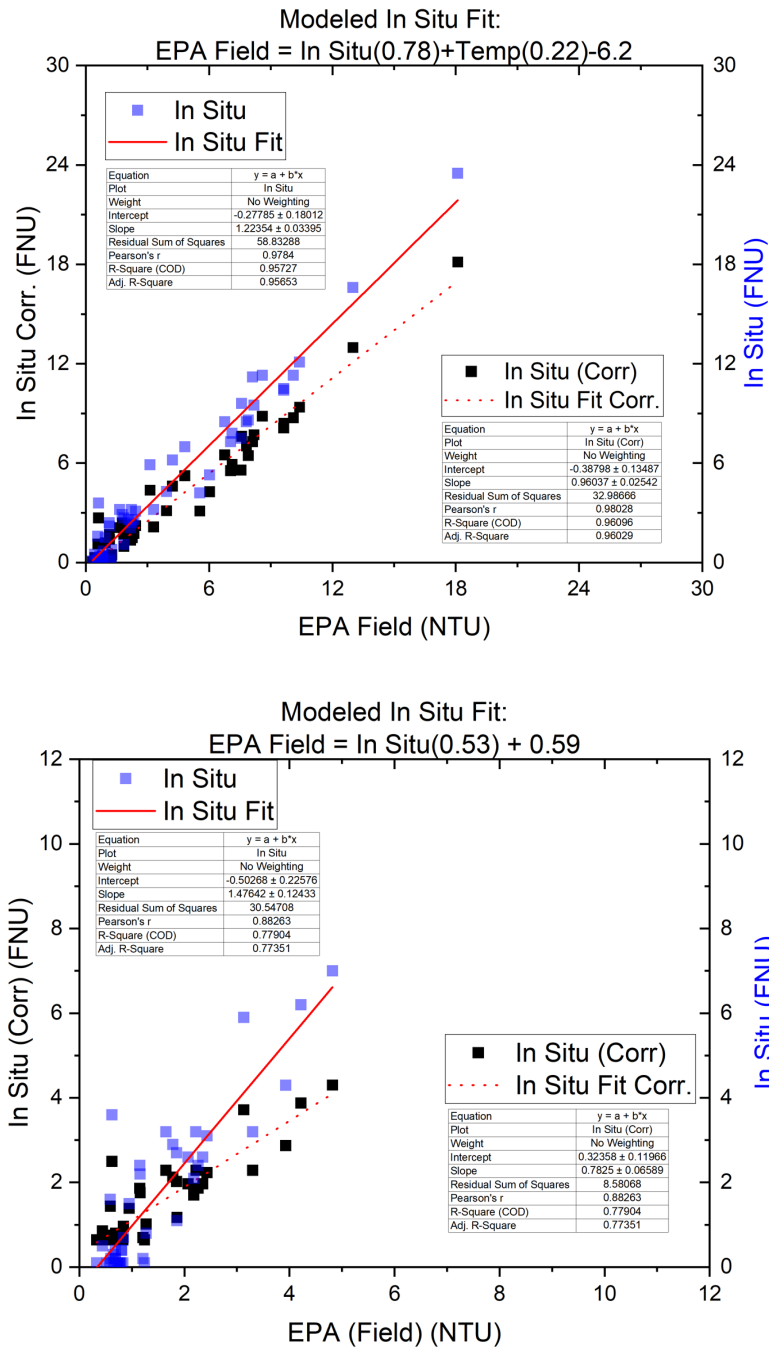 Modeled In Situ Fit:
EPA Field = In Situ(0.78)+Temp(0.22)-6.2
30
30
In Situ
In Situ Fit
Equation y = a + b*x
Plot In Situ
Weight No Weighting
Intercept -0.27785 ± 0.18012
Slope 1.22354 ± 0.03395
Residual Sum of Squares 58.83288
Pearson's r 0.9784
R-Square (COD) 0.95727
Adj. R-Square 0.95653
24
24
18
18
12
12
6
6
0
0
In Situ Corr. (FNU)
In Situ (FNU)
In Situ (Corr)
In Situ Fit Corr.
Equation y = a + b*x
Plot In Situ (Corr)
Weight No Weighting
Intercept -0.38798 ± 0.13487
Slope 0.96037 ± 0.02542
Residual Sum of Squares 32.98666
Pearson's r 0.98028
R-Square (COD) 0.96096
Adj. R-Square 0.96029
0 6 12 18 24 30
EPA Field (NTU)
Modeled In Situ Fit:
EPA Field = In Situ(0.53) + 0.59
12
12
In Situ
In Situ Fit
Equation y = a + b*x
Plot In Situ
Weight No Weighting
Intercept -0.50268 ± 0.22576
Slope 1.47642 ± 0.12433
Residual Sum of Squares 30.54708
Pearson's r 0.88263
R-Square (COD) 0.77904
Adj. R-Square 0.77351
10
10
8
8
6
6
4
4
2
2
0
0
In Situ (Corr) (FNU)
In Situ (FNU)
In Situ (Corr)
In Situ Fit Corr.
Equation y = a + b*x
Plot In Situ (Corr)
Weight No Weighting
Intercept 0.32358 ± 0.11966
Slope 0.7825 ± 0.06589
Residual Sum of Squares 8.58068
Pearson's r 0.88263
R-Square (COD) 0.77904
Adj. R-Square 0.77351
0 2 4 6 8 10 12
EPA (Field) (NTU)